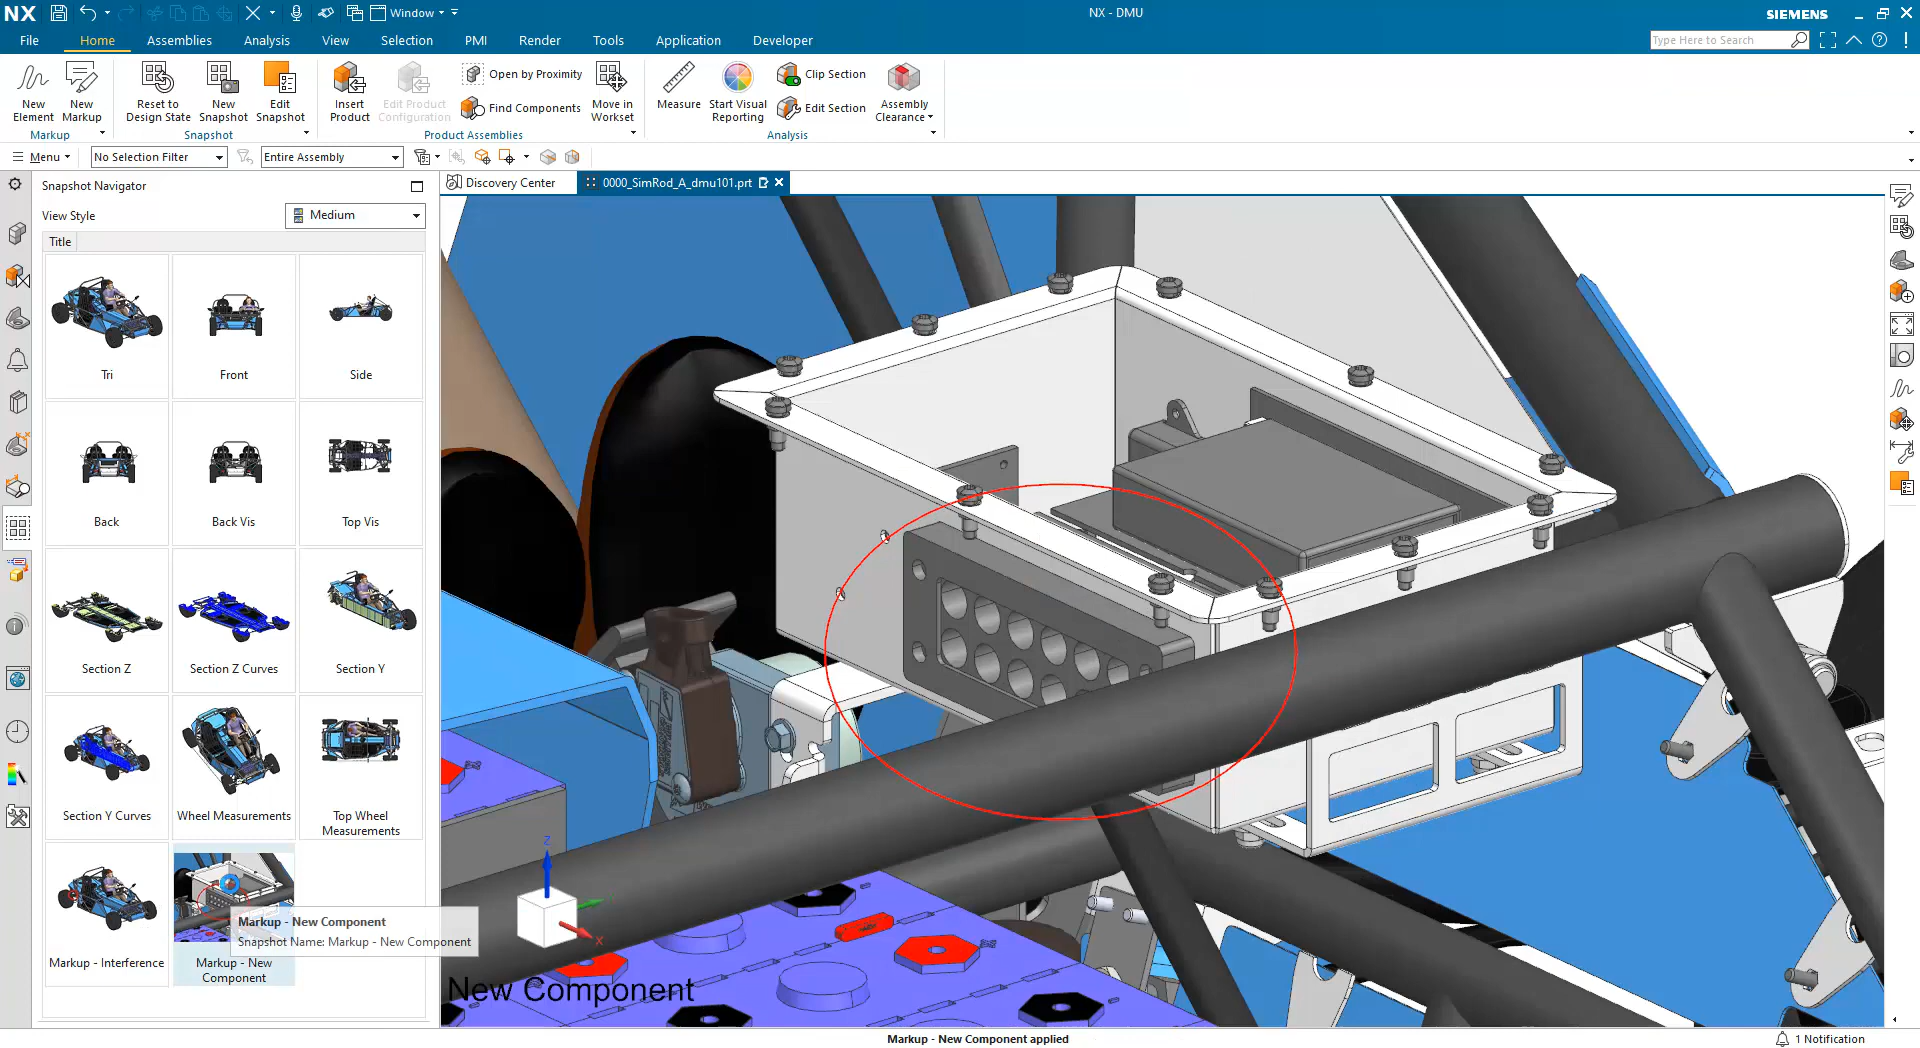 NX
Window
NX - DMU
SIEMENS
File
Home
Assemblies
Analysis
View
Selection
PMI
Render
Tools
Application
Developer
Type Here to Search
New Element
New Markup
Markup
Reset to Design State
New Snapshot
Edit Snapshot
Snapshot
Insert Product
Edit Product Configuration
Open by Proximity
Find Components
Move in Workset
Product Assemblies
Measure
Start Visual Reporting
Clip Section
Edit Section
Assembly Clearance
Analysis
Menu
No Selection Filter
Entire Assembly
Snapshot Navigator
Discovery Center
0000_SimRod_A_dmu101.prt
View Style
Medium
Title
Tri
Front
Side
Back
Back Vis
Top Vis
Section Z
Section Z Curves
Section Y
Section Y Curves
Wheel Measurements
Top Wheel Measurements
Markup - Interference
Markup - New Component
Markup - New Component
Snapshot Name: Markup - New Component
Z
X
New Component
Markup - New Component applied
1 Notification